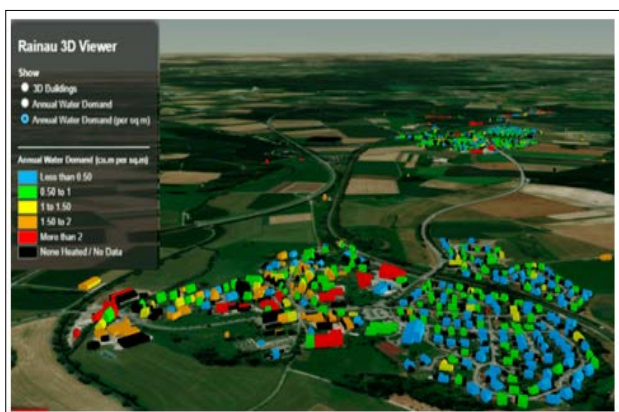 Rainau 3D Viewer
Show
3D Buildings
Annual Water Demand
Annual Water Demand (per sq.m)
Annual Water Demand (cu.m per sq.m)
Less than 0.50
0.50 to 1
1 to 1.50
1.50 to 2
More than 2
None Heated / No Data